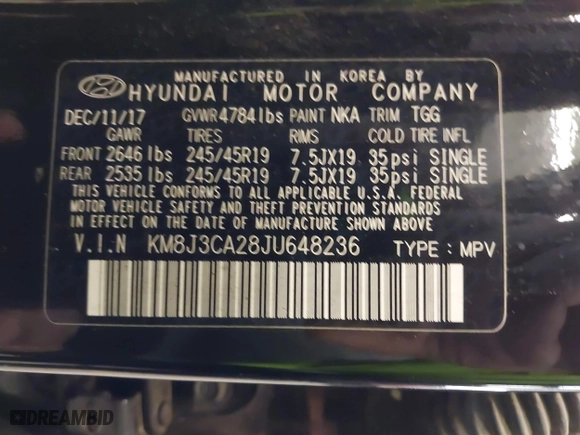 MANUFACTURED IN KOREA BY
HYUNDAI MOTOR COMPANY
DEC/11/17 GVWR 4784lbs PAINT NKA TRIM TGG
GAWR TIRES RIMS COLD TIRE INFL
FRONT 2646 lbs 245/45R19 7.5JX19 35psi SINGLE
REAR 2535 lbs 245/45R19 7.5JX19 35psi SINGLE
THIS VEHICLE CONFORMS TO ALL APPLICABLE U.S.A. FEDERAL
MOTOR VEHICLE SAFETY AND THEFT PREVENTION STANDARDS
IN EFFECT ON THE DATE OF MANUFACTURE SHOWN ABOVE
V.I.N KM8J3CA28JU648236 TYPE : MPV
DREAMBID